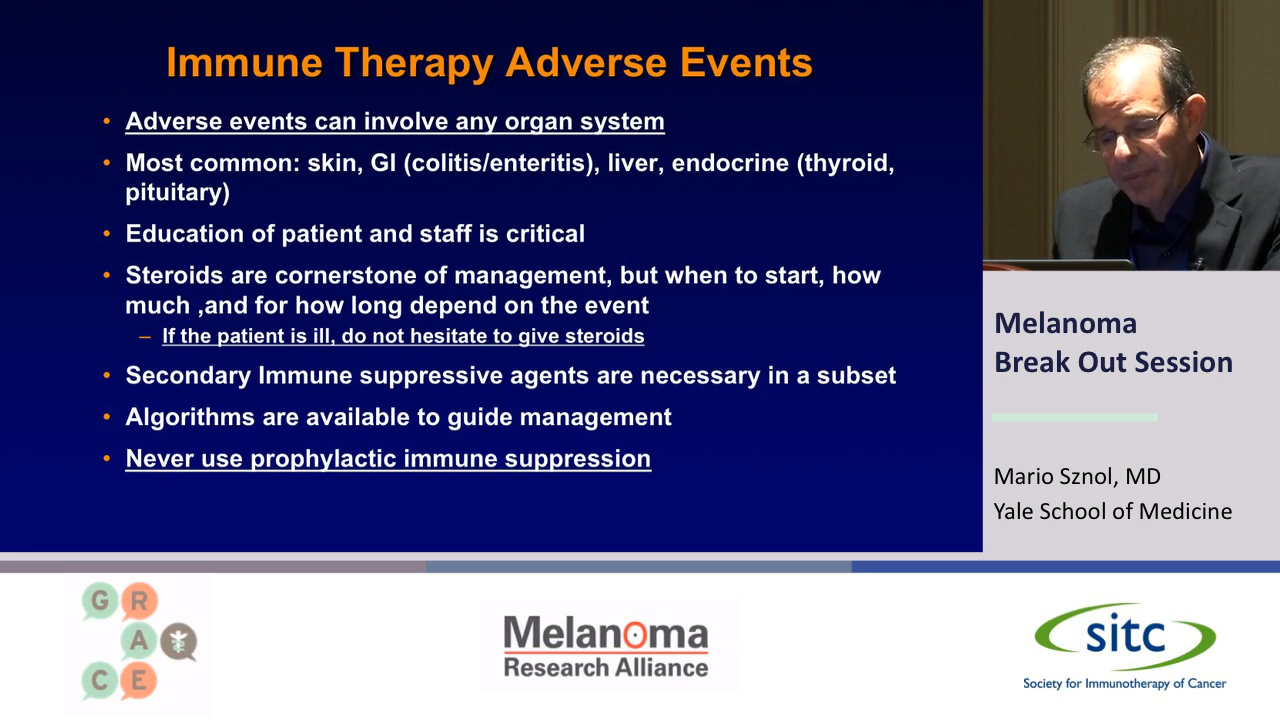 Immune Therapy Adverse Events
• Adverse events can involve any organ system
• Most common: skin, GI (colitis/enteritis), liver, endocrine (thyroid,
pituitary)
• Education of patient and staff is critical
• Steroids are cornerstone of management, but when to start, how
much ,and for how long depend on the event
– If the patient is ill, do not hesitate to give steroids
• Secondary Immune suppressive agents are necessary in a subset
• Algorithms are available to guide management
• Never use prophylactic immune suppression
Melanoma
Break Out Session
Mario Sznol, MD
Yale School of Medicine
G R
A
C E
Melanoma
Research Alliance
sitc
Society for Immunotherapy of Cancer